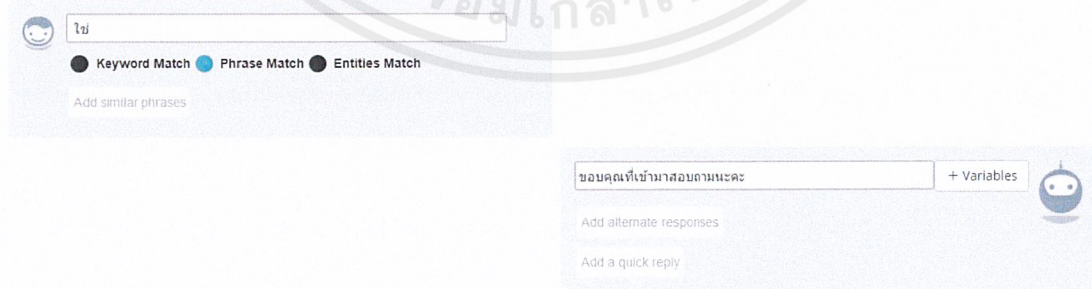 ใช่
Keyword Match Phrase Match Entities Match
Add similar phrases
ขอบคุณที่เข้ามาสอบถามนะคะ
+ Variables
Add alternate responses
Add a quick reply